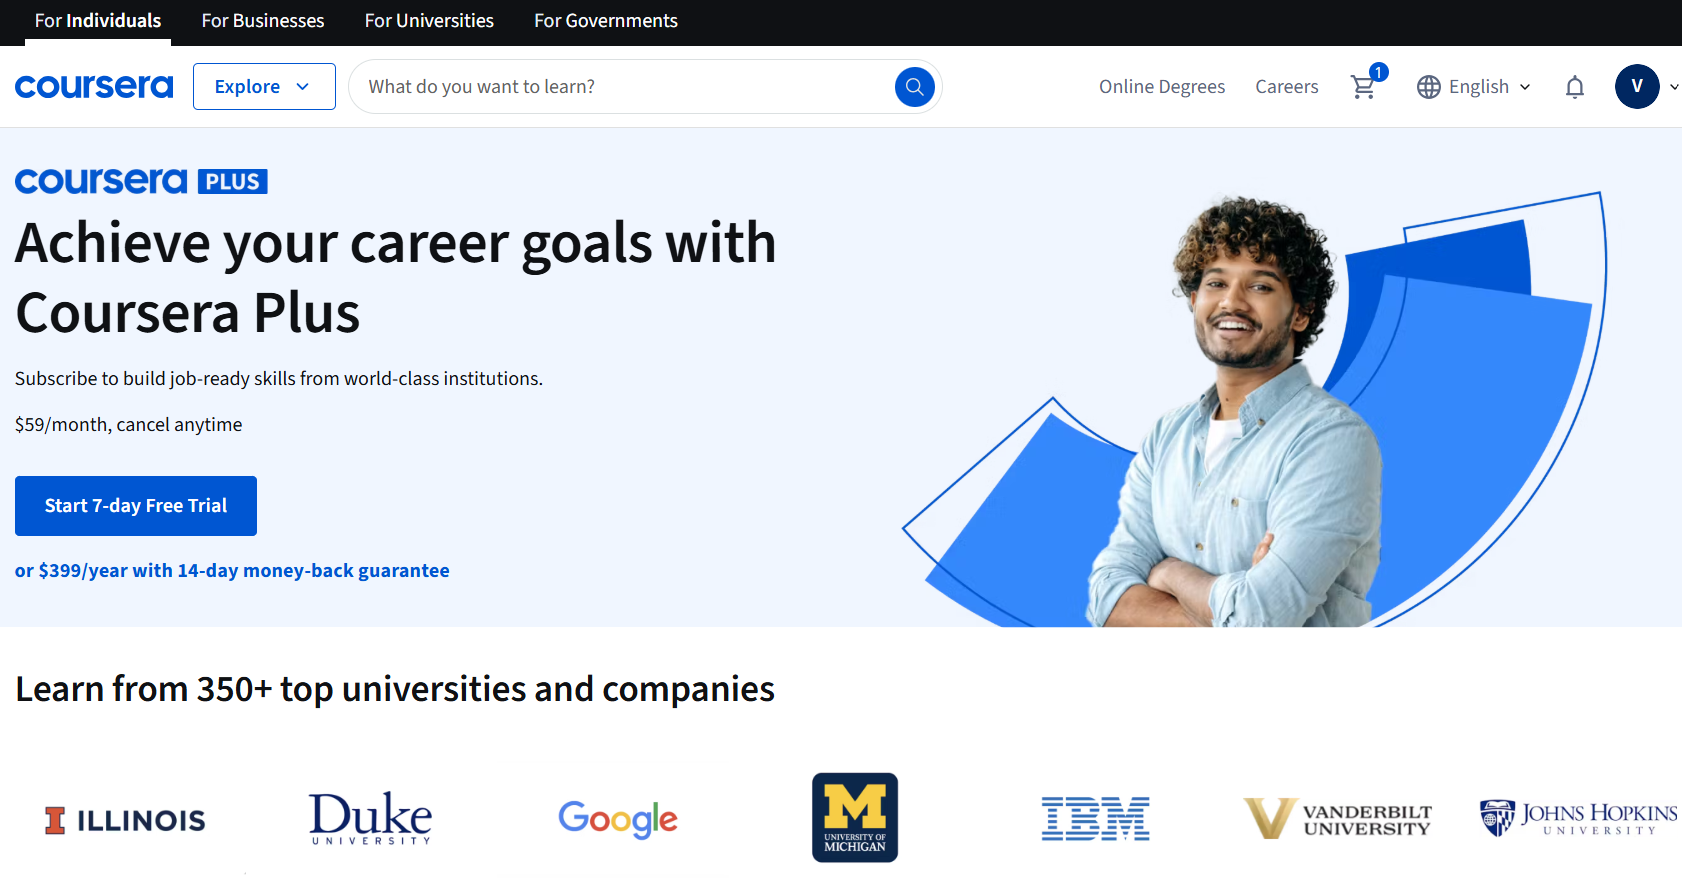 For Individuals For Businesses For Universities For Governments
coursera Explore What do you want to learn? Online Degrees Careers 1 English V
coursera PLUS
Achieve your career goals with
Coursera Plus
Subscribe to build job-ready skills from world-class institutions.
$59/month, cancel anytime
Start 7-day Free Trial
or $399/year with 14-day money-back guarantee
Learn from 350+ top universities and companies
I ILLINOIS
Duke
UNIVERSITY
Google
M
UNIVERSITY OF
MICHIGAN
IBM
V VANDERBILT
UNIVERSITY
JOHNS HOPKINS
UNIVERSITY